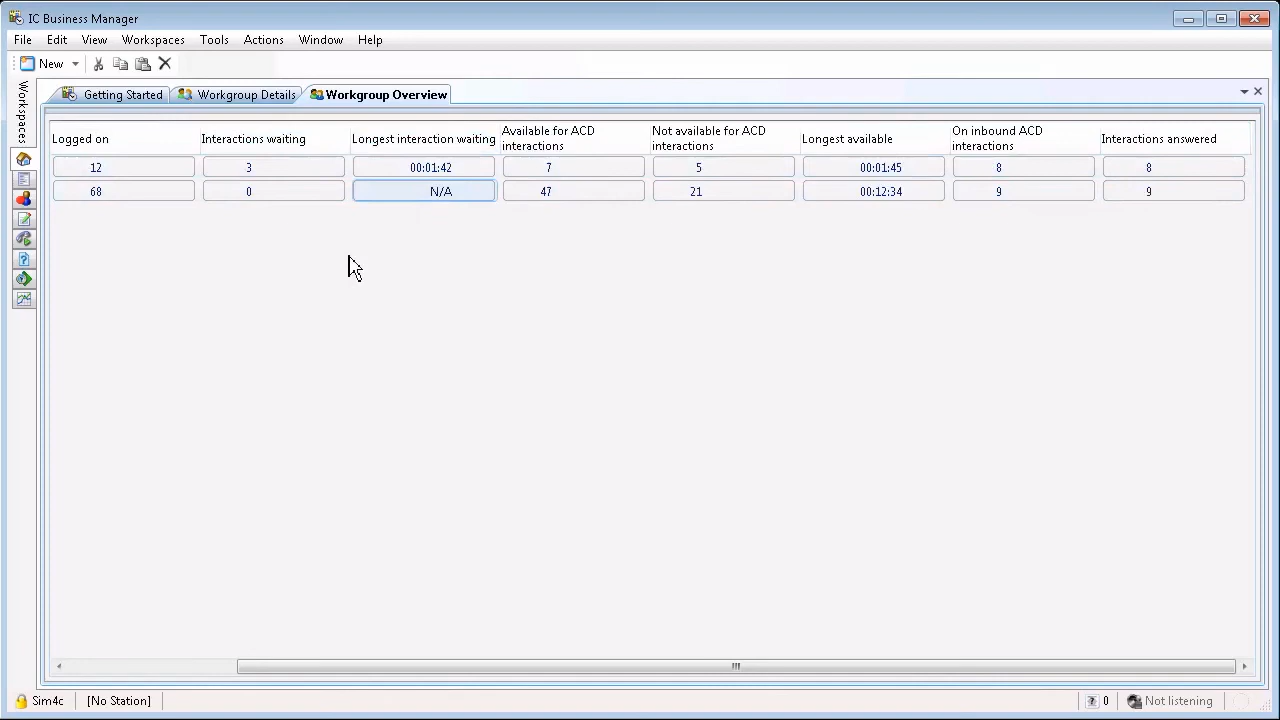 IC Business Manager
File Edit View Workspaces Tools Actions Window Help
New
Workspaces
Getting Started Workgroup Details Workgroup Overview
Logged on Interactions waiting Longest interaction waiting Available for ACD interactions Not available for ACD interactions Longest available On inbound ACD interactions Interactions answered
12 3 00:01:42 7 5 00:01:45 8 8
68 0 N/A 47 21 00:12:34 9 9
Sim4c [No Station] 0 Not listening